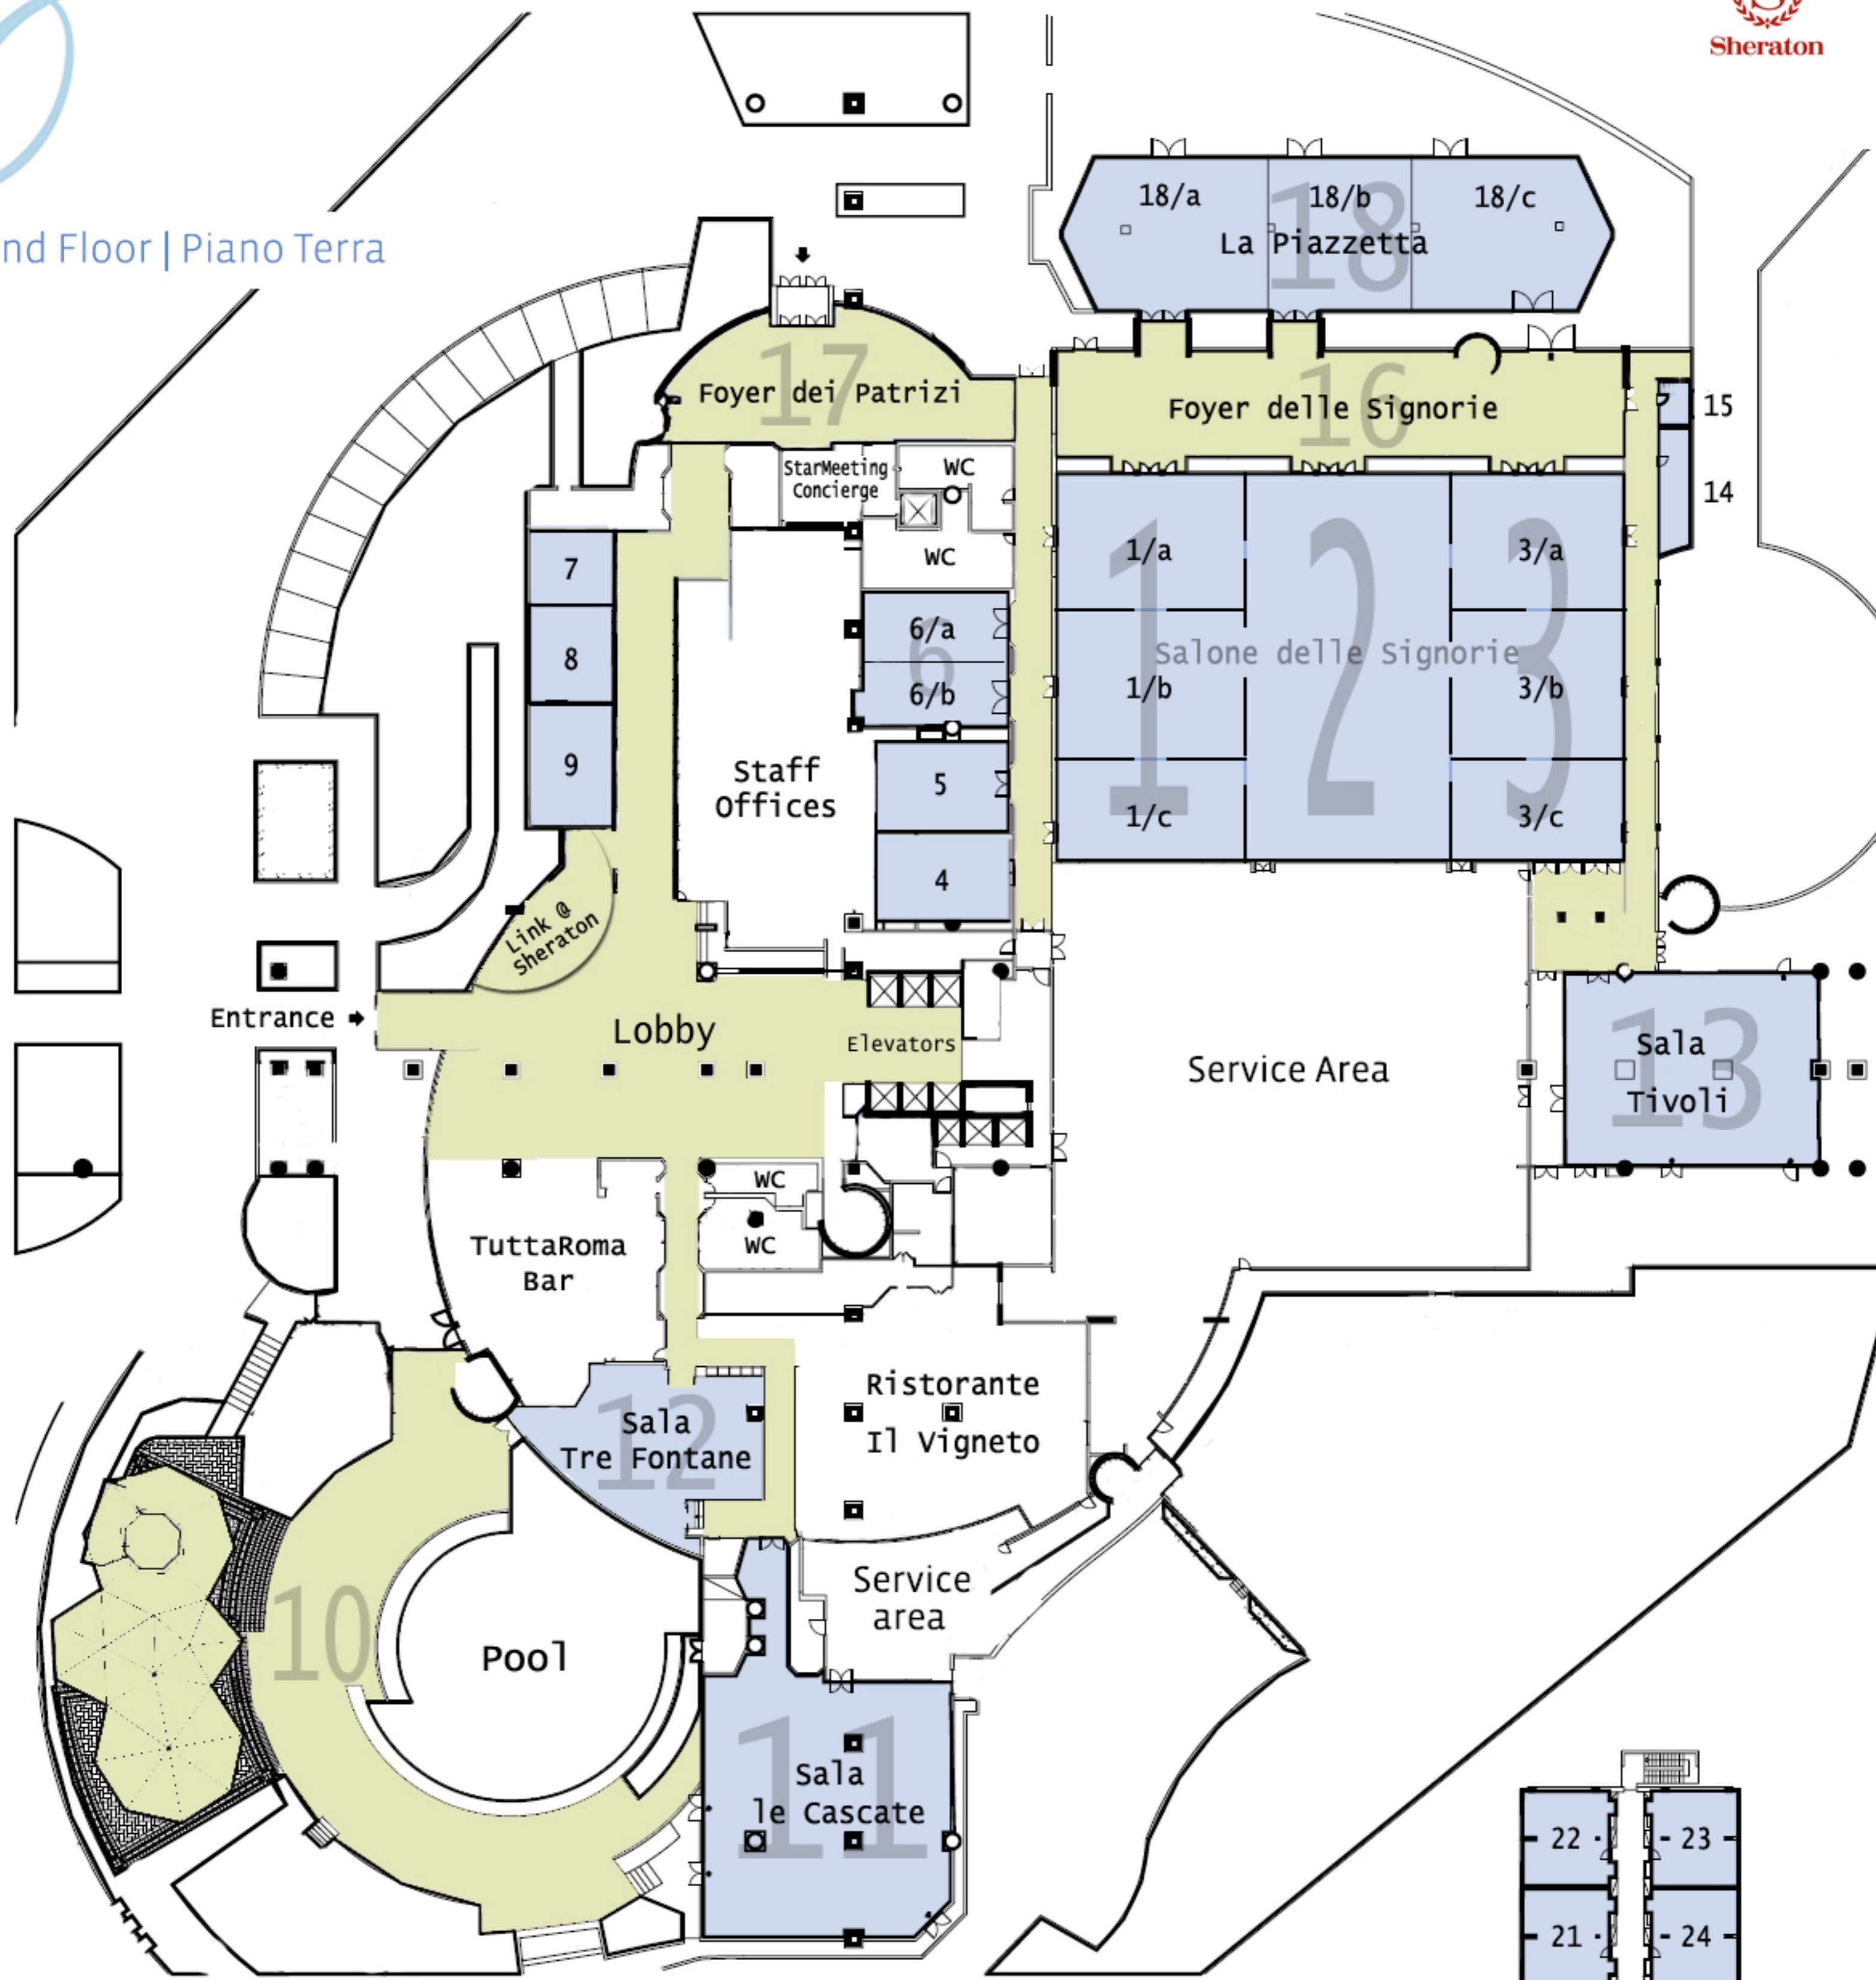 Sheraton
nd Floor | Piano Terra
18/a
18/b
18/c
18
La Piazzetta
17
Foyer dei Patrizi
16
Foyer delle Signorie
15
14
StarMeeting
Concierge
WC
WC
7
8
9
6/a
6
6/b
5
4
Staff
Offices
1/a
1/b
1/c
1
2
3
Salone delle Signorie
3/a
3/b
3/c
Link @
Sheraton
Entrance
Lobby
Elevators
Service Area
13
Sala
Tivoli
WC
WC
TuttaRoma
Bar
12
Sala
Tre Fontane
Ristorante
Il Vigneto
10
Pool
Service
area
11
Sala
le Cascate
22
23
21
24